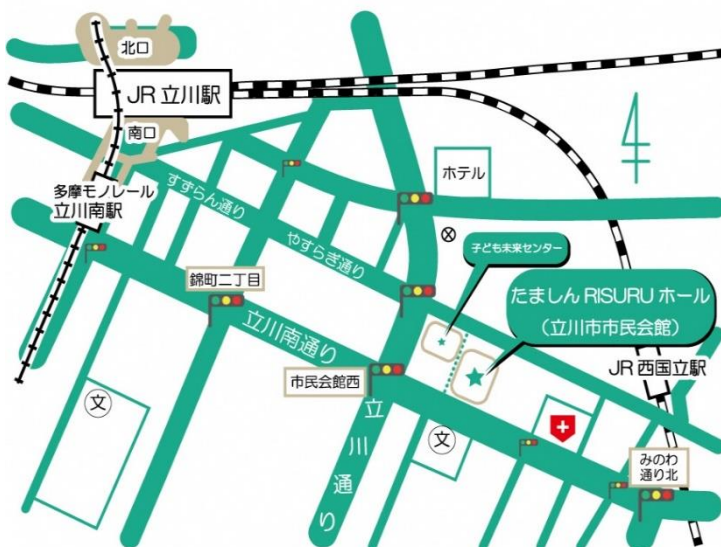 北口
JR 立川駅
南口
多摩モノレール
立川南駅
すずらん通り
やすらぎ通り
ホテル
子ども未来センター
たましん RISURU ホール
（立川市市民会館）
錦町二丁目
立川南通り
市民会館西
立川通り
JR 西国立駅
文
文
みのわ
通り北